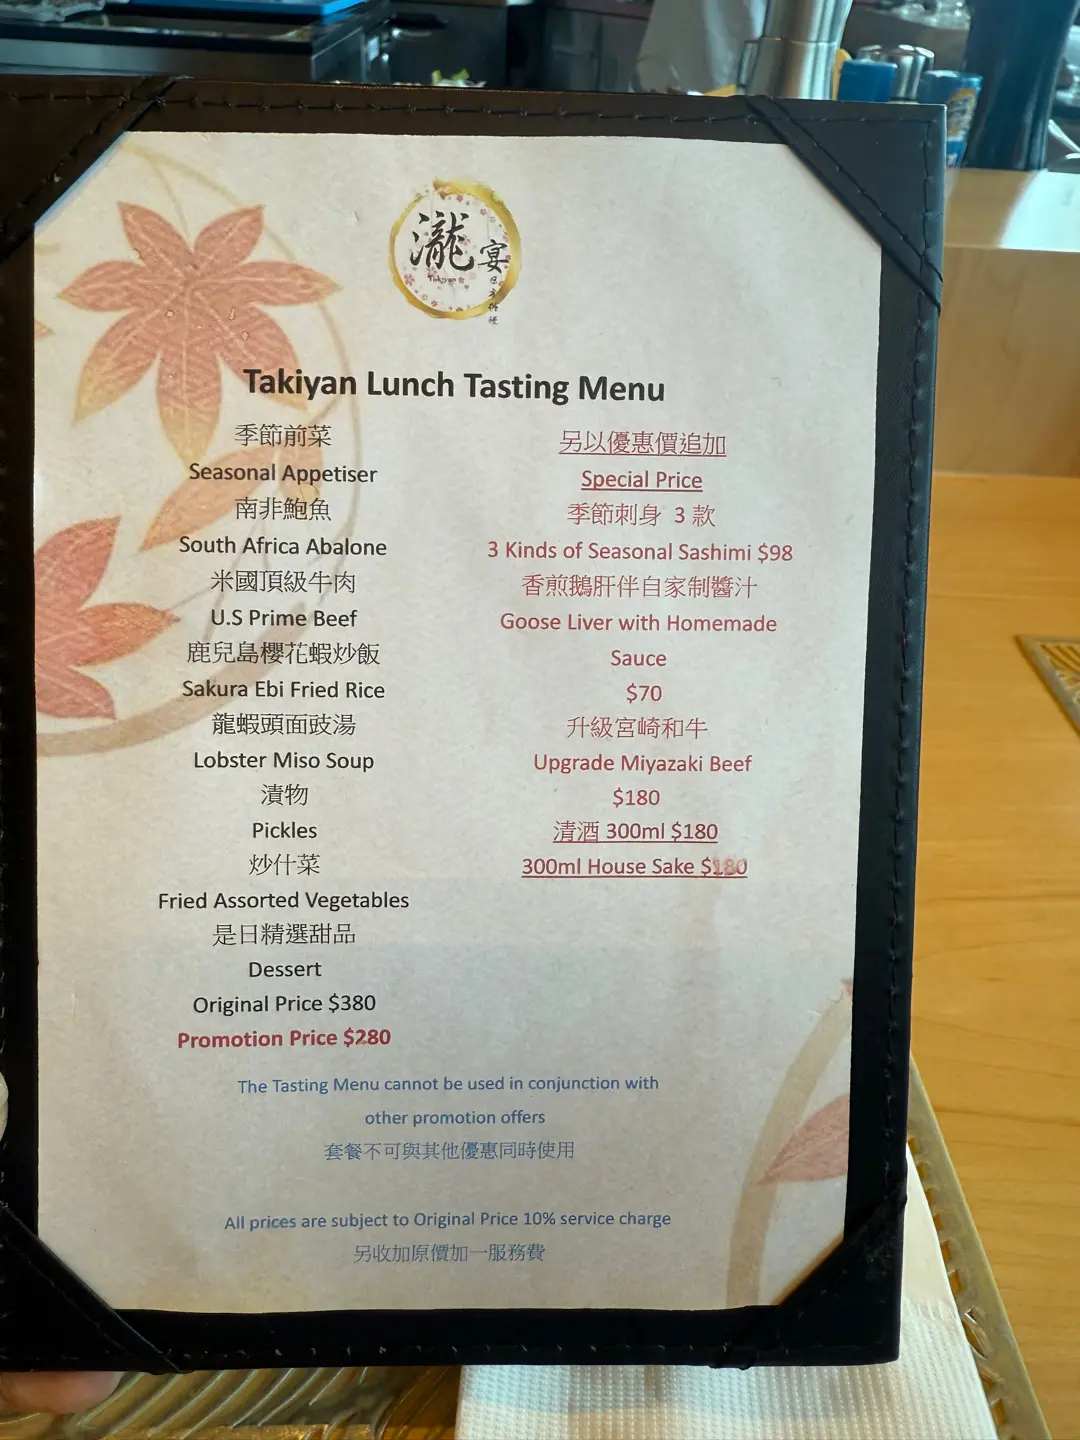 瀧宴
Takiyan
日本料理
Takiyan Lunch Tasting Menu
季節前菜
Seasonal Appetiser
南非鮑魚
South Africa Abalone
米國頂級牛肉
U.S Prime Beef
鹿兒島櫻花蝦炒飯
Sakura Ebi Fried Rice
龍蝦頭面豉湯
Lobster Miso Soup
漬物
Pickles
炒什菜
Fried Assorted Vegetables
是日精選甜品
Dessert
Original Price $380
Promotion Price $280
另以優惠價追加
Special Price
季節刺身 3 款
3 Kinds of Seasonal Sashimi $98
香煎鵝肝伴自家制醬汁
Goose Liver with Homemade
Sauce
$70
升級宮崎和牛
Upgrade Miyazaki Beef
$180
清酒 300ml $180
300ml House Sake $180
The Tasting Menu cannot be used in conjunction with
other promotion offers
套餐不可與其他優惠同時使用
All prices are subject to Original Price 10% service charge
另收加原價加一服務費